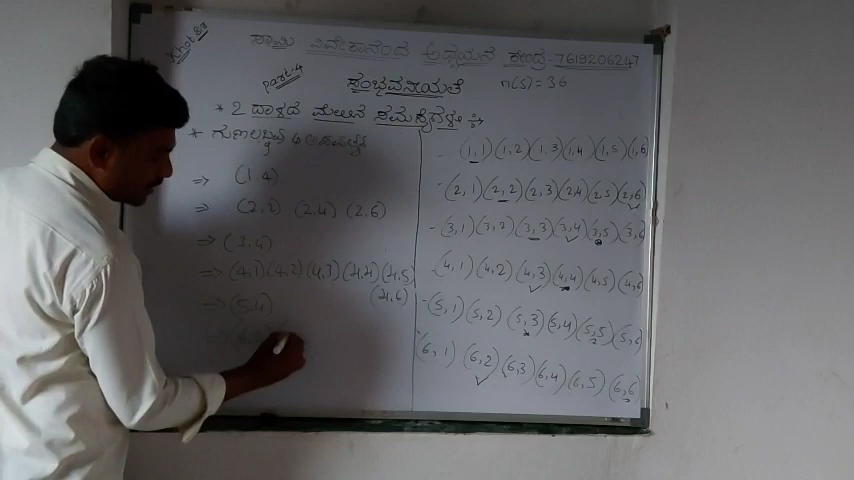 ಸ್ವಾಮಿ ವಿವೇಕಾನಂದ ಅಧ್ಯಯನ ಕೇಂದ್ರ-7619206247
part-4
ಸಂಭವನೀಯತೆ
n(s)=36
* 2 ದಾಳದ ಮೇಲಿನ ಸಮಸ್ಯೆಗಳು :-
* ಗುಣಲಬ್ಧವು 4 ಅಪವರ್ತ್ಯ
=> (1,4)
=> (2,2) (2,4) (2,6)
=> (3,4)
=> (4,1)(4,2)(4,3)(4,4)(4,5)
(4,6)
=> (5,4)
=> (6,
- (1,1)(1,2)(1,3)(1,4)(1,5)(1,6)
- (2,1)(2,2)(2,3)(2,4)(2,5)(2,6)
- (3,1)(3,2)(3,3)(3,4)(3,5)(3,6)
- (4,1)(4,2)(4,3)(4,4)(4,5)(4,6)
- (5,1)(5,2)(5,3)(5,4)(5,5)(5,6)
(6,1)(6,2)(6,3)(6,4)(6,5)(6,6)